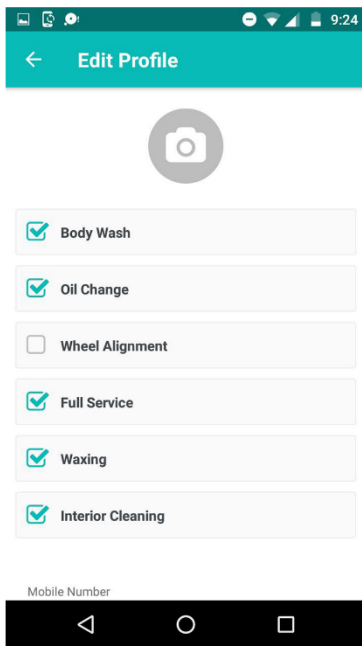 9:24
Edit Profile
Body Wash
Oil Change
Wheel Alignment
Full Service
Waxing
Interior Cleaning
Mobile Number